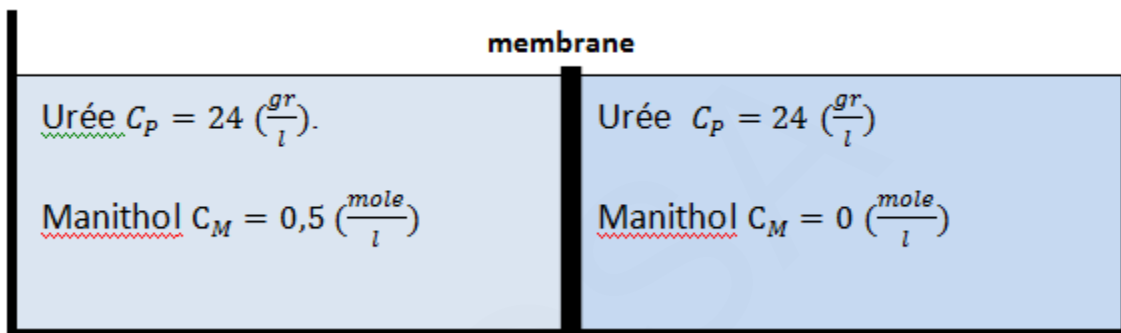 membrane
Urée C_P = 24 (gr/l).
Manithol C_M = 0,5 (mole/l)
Urée C_P = 24 (gr/l)
Manithol C_M = 0 (mole/l)